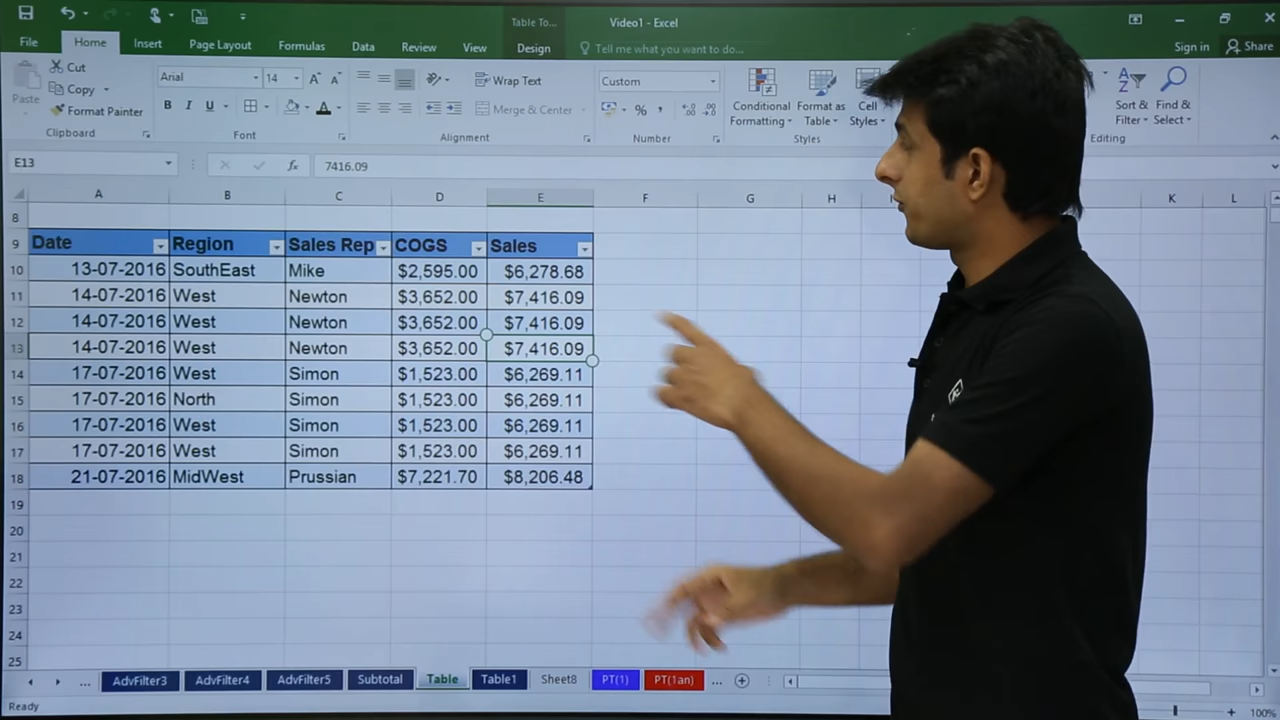 Table To...
Video1 - Excel
File Home Insert Page Layout Formulas Data Review View Design Tell me what you want to do... Sign in Share
Paste
Cut
Copy
Format Painter
Clipboard
Arial 14
B I U
Font
Wrap Text
Merge & Center
Alignment
Custom
%
Number
Conditional Formatting
Format as Table
Cell Styles
Styles
Sort & Filter
Find & Select
Editing
E13 fx 7416.09
A B C D E F G H K L
8
9 Date Region Sales Rep COGS Sales
10 13-07-2016 SouthEast Mike $2,595.00 $6,278.68
11 14-07-2016 West Newton $3,652.00 $7,416.09
12 14-07-2016 West Newton $3,652.00 $7,416.09
13 14-07-2016 West Newton $3,652.00 $7,416.09
14 17-07-2016 West Simon $1,523.00 $6,269.11
15 17-07-2016 North Simon $1,523.00 $6,269.11
16 17-07-2016 West Simon $1,523.00 $6,269.11
17 17-07-2016 West Simon $1,523.00 $6,269.11
18 21-07-2016 MidWest Prussian $7,221.70 $8,206.48
19
20
21
22
23
24
25
... AdvFilter3 AdvFilter4 AdvFilter5 Subtotal Table Table1 Sheet8 PT(1) PT(1an) ...
Ready 100%